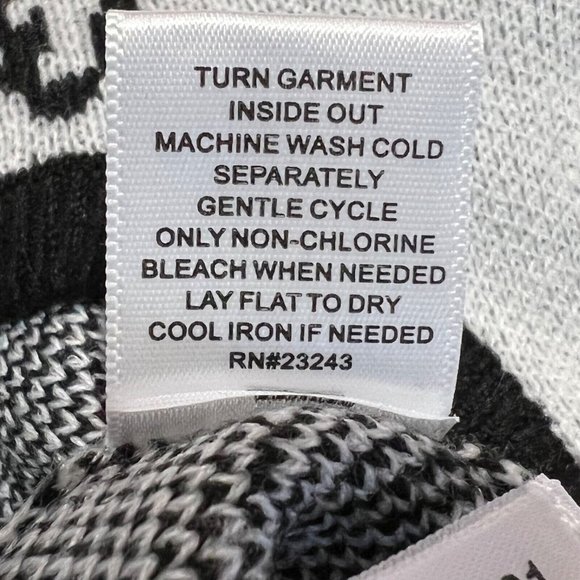 TURN GARMENT
INSIDE OUT
MACHINE WASH COLD
SEPARATELY
GENTLE CYCLE
ONLY NON-CHLORINE
BLEACH WHEN NEEDED
LAY FLAT TO DRY
COOL IRON IF NEEDED
RN#23243